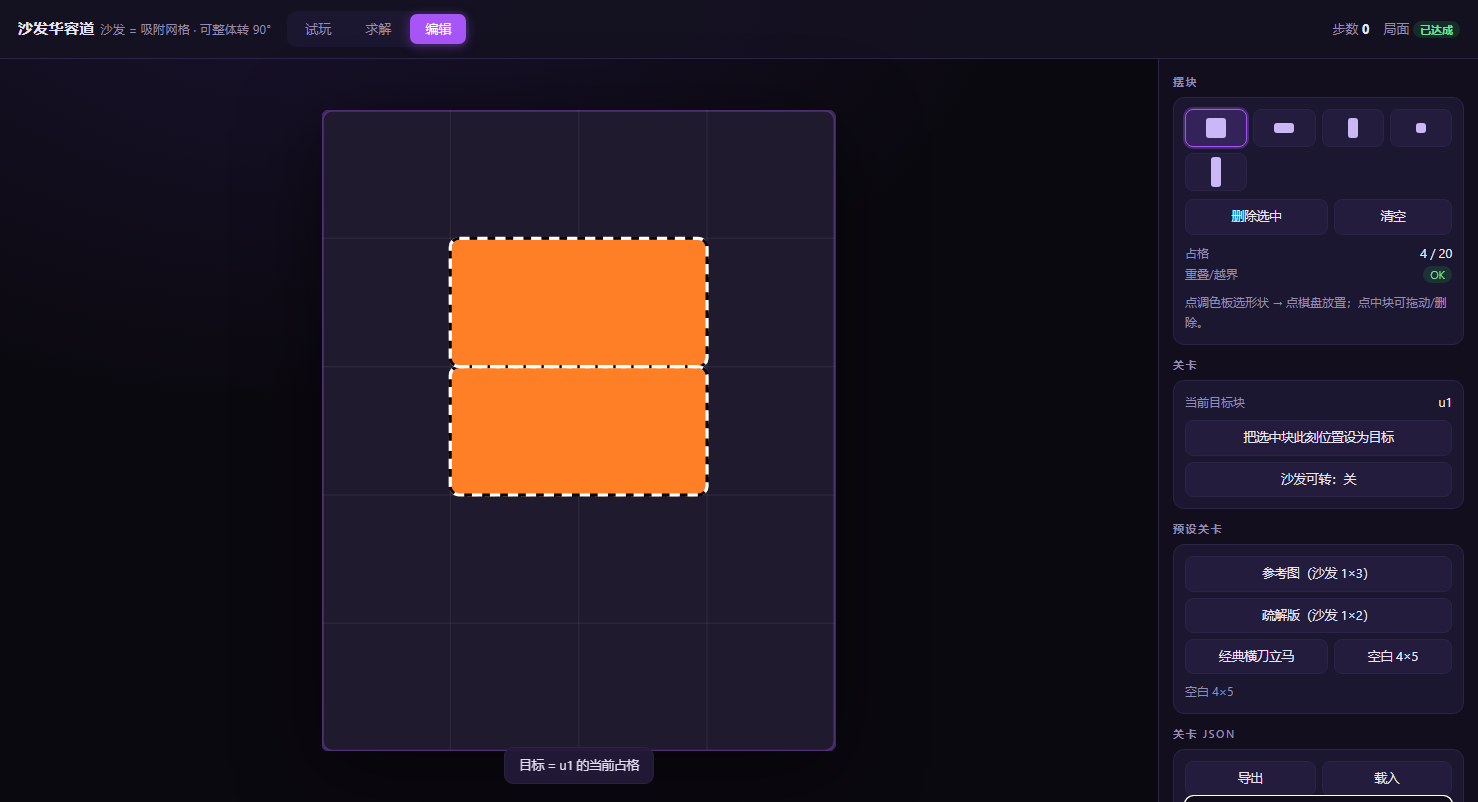 沙发华容道 沙发 = 吸附网格 · 可整体转 90° 试玩 求解 编辑 步数 0 局面 已达成
摆块
删除选中 清空
占格 4 / 20
重叠/越界 OK
点调色板选形状 → 点棋盘放置；点中块可拖动/删
除。
关卡
当前目标块 u1
把选中块此刻位置设为目标
沙发可转：关
预设关卡
参考图（沙发 1×3）
疏解版（沙发 1×2）
经典横刀立马 空白 4×5
空白 4×5
关卡 JSON
目标 = u1 的当前占格
导出 载入